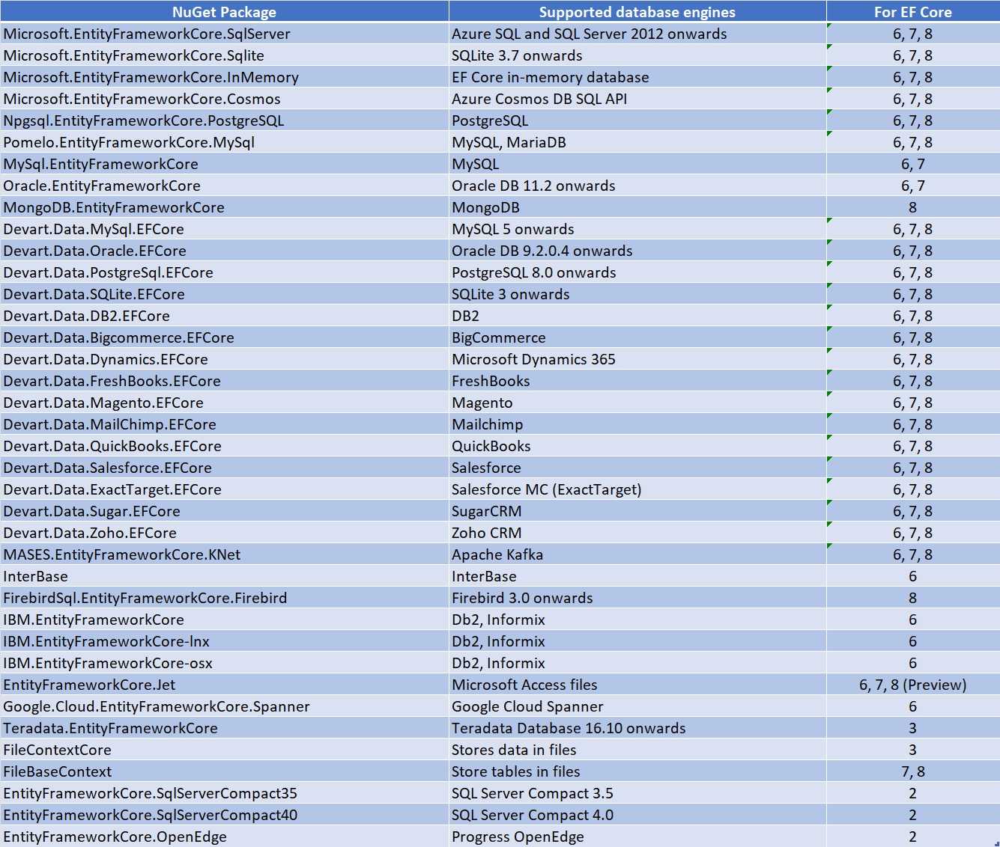 NuGet Package Supported database engines For EF Core
Microsoft.EntityFrameworkCore.SqlServer Azure SQL and SQL Server 2012 onwards 6, 7, 8
Microsoft.EntityFrameworkCore.Sqlite SQLite 3.7 onwards 6, 7, 8
Microsoft.EntityFrameworkCore.InMemory EF Core in-memory database 6, 7, 8
Microsoft.EntityFrameworkCore.Cosmos Azure Cosmos DB SQL API 6, 7, 8
Npgsql.EntityFrameworkCore.PostgreSQL PostgreSQL 6, 7, 8
Pomelo.EntityFrameworkCore.MySql MySQL, MariaDB 6, 7, 8
MySql.EntityFrameworkCore MySQL 6, 7
Oracle.EntityFrameworkCore Oracle DB 11.2 onwards 6, 7
MongoDB.EntityFrameworkCore MongoDB 8
Devart.Data.MySql.EFCore MySQL 5 onwards 6, 7, 8
Devart.Data.Oracle.EFCore Oracle DB 9.2.0.4 onwards 6, 7, 8
Devart.Data.PostgreSql.EFCore PostgreSQL 8.0 onwards 6, 7, 8
Devart.Data.SQLite.EFCore SQLite 3 onwards 6, 7, 8
Devart.Data.DB2.EFCore DB2 6, 7, 8
Devart.Data.Bigcommerce.EFCore BigCommerce 6, 7, 8
Devart.Data.Dynamics.EFCore Microsoft Dynamics 365 6, 7, 8
Devart.Data.FreshBooks.EFCore FreshBooks 6, 7, 8
Devart.Data.Magento.EFCore Magento 6, 7, 8
Devart.Data.MailChimp.EFCore Mailchimp 6, 7, 8
Devart.Data.QuickBooks.EFCore QuickBooks 6, 7, 8
Devart.Data.Salesforce.EFCore Salesforce 6, 7, 8
Devart.Data.ExactTarget.EFCore Salesforce MC (ExactTarget) 6, 7, 8
Devart.Data.Sugar.EFCore SugarCRM 6, 7, 8
Devart.Data.Zoho.EFCore Zoho CRM 6, 7, 8
MASES.EntityFrameworkCore.KNet Apache Kafka 6, 7, 8
InterBase InterBase 6
FirebirdSql.EntityFrameworkCore.Firebird Firebird 3.0 onwards 8
IBM.EntityFrameworkCore Db2, Informix 6
IBM.EntityFrameworkCore-lnx Db2, Informix 6
IBM.EntityFrameworkCore-osx Db2, Informix 6
EntityFrameworkCore.Jet Microsoft Access files 6, 7, 8 (Preview)
Google.Cloud.EntityFrameworkCore.Spanner Google Cloud Spanner 6
Teradata.EntityFrameworkCore Teradata Database 16.10 onwards 3
FileContextCore Stores data in files 3
FileBaseContext Store tables in files 7, 8
EntityFrameworkCore.SqlServerCompact35 SQL Server Compact 3.5 2
EntityFrameworkCore.SqlServerCompact40 SQL Server Compact 4.0 2
EntityFrameworkCore.OpenEdge Progress OpenEdge 2